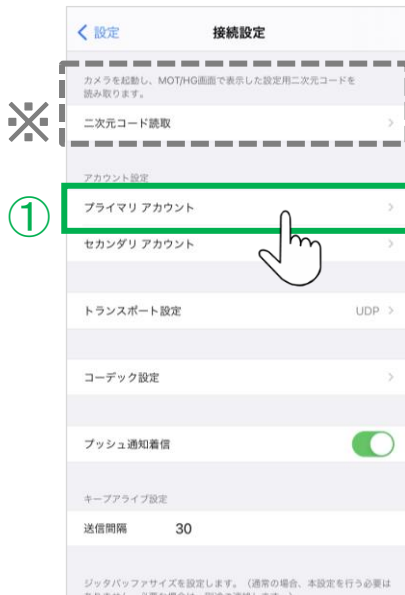 設定
接続設定
カメラを起動し、MOT/HG画面で表示した設定用二次元コードを
読み取ります。
※
二次元コード読取
アカウント設定
①
プライマリ アカウント
セカンダリ アカウント
トランスポート設定 UDP
コーデック設定
プッシュ通知着信
キープアライブ設定
送信間隔 30
ジッタバッファサイズを設定します。（通常の場合、本設定を行う必要は